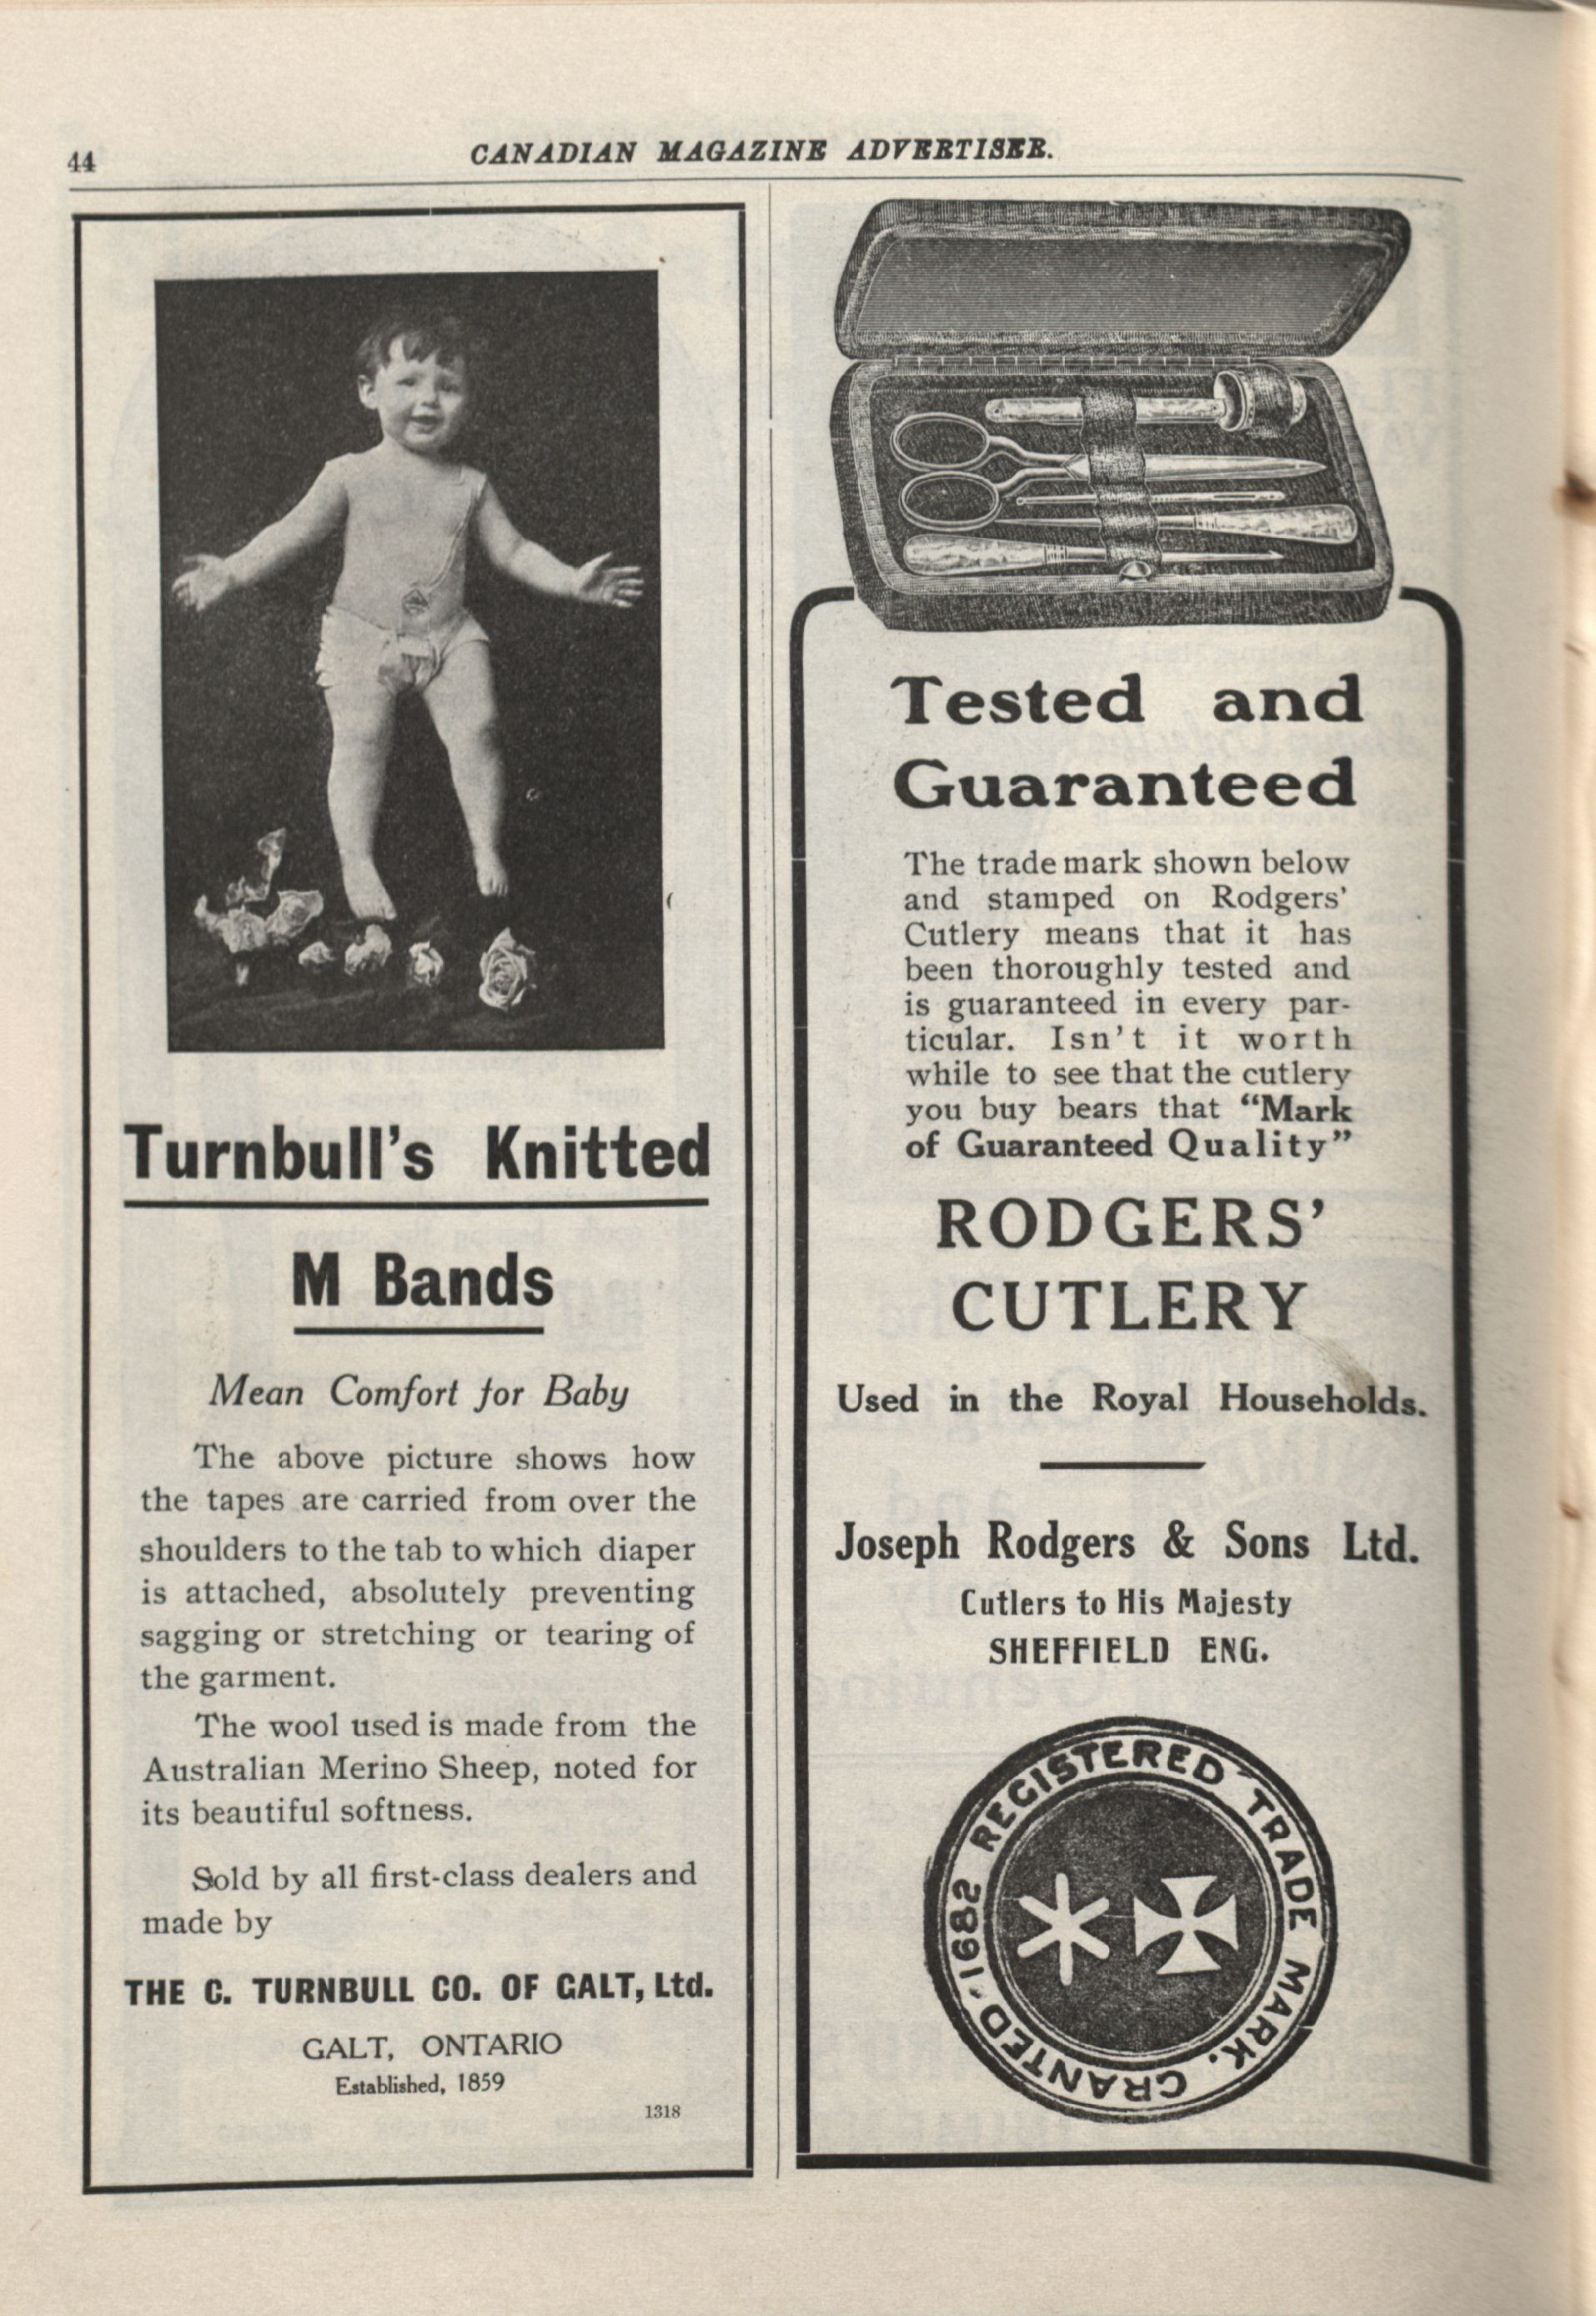 44
CANADIAN MAGAZINE ADVERTISER.
Turnbull's Knitted
M Bands
Mean Comfort for Baby
The above picture shows how
the tapes are carried from over the
shoulders to the tab to which diaper
is attached, absolutely preventing
sagging or stretching or tearing of
the garment.
The wool used is made from the
Australian Merino Sheep, noted for
its beautiful softness.
Sold by all first-class dealers and
made by
THE C. TURNBULL CO. OF GALT, Ltd.
GALT, ONTARIO
Established, 1859
1318
Tested and
Guaranteed
The trade mark shown below
and stamped on Rodgers'
Cutlery means that it has
been thoroughly tested and
is guaranteed in every par-
ticular. Isn't it worth
while to see that the cutlery
you buy bears that "Mark
of Guaranteed Quality"
RODGERS'
CUTLERY
Used in the Royal Households.
Joseph Rodgers & Sons Ltd.
Cutlers to His Majesty
SHEFFIELD ENG.
REGISTERED TRADE MARK. GRANTED 1682